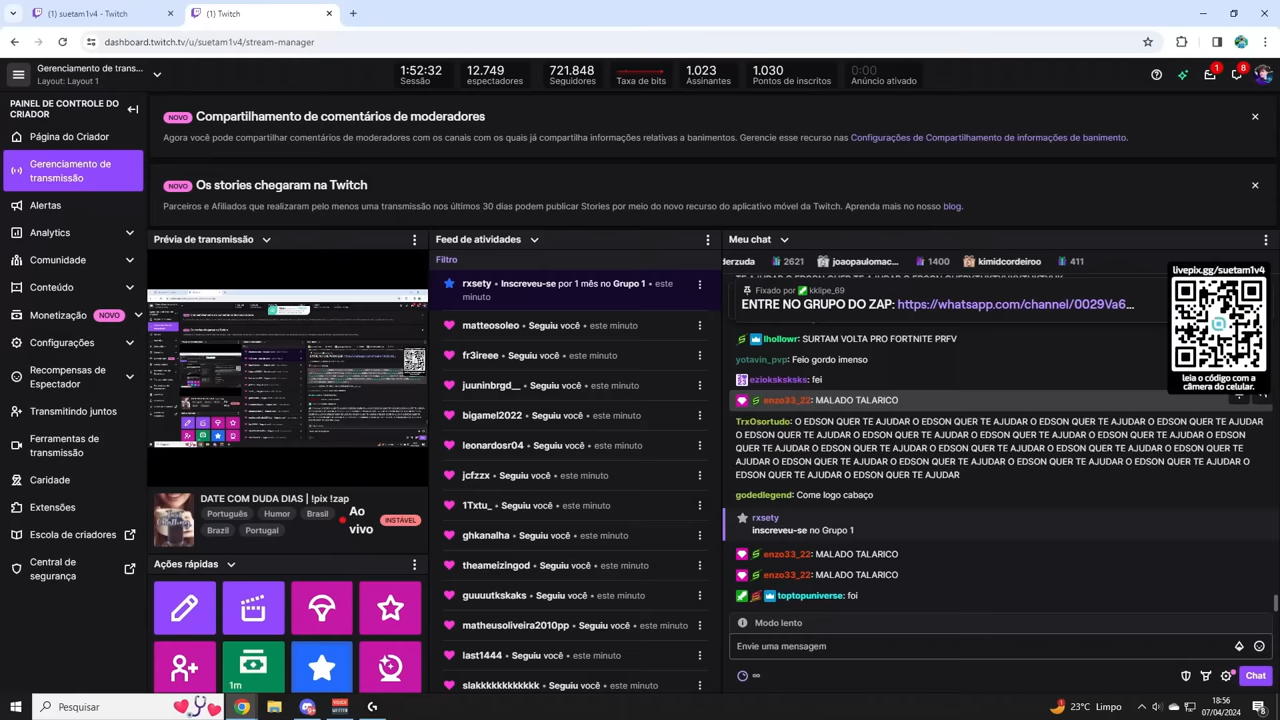 (1) suetam1v4 - Twitch
(1) Twitch
dashboard.twitch.tv/u/suetam1v4/stream-manager
Gerenciamento de trans...
Layout: Layout 1
1:52:32
Sessão
12.749
espectadores
721.848
Seguidores
Taxa de bits
1.023
Assinantes
1.030
Pontos de inscritos
0:00
Anúncio ativado
1
8
PAINEL DE CONTROLE DO
CRIADOR
Página do Criador
Gerenciamento de
transmissão
Alertas
Analytics
Comunidade
Conteúdo
Monetização NOVO
Configurações
Recompensas de
Transmitir juntos
Ferramentas de
transmissão
Caridade
Extensões
Escola de criadores
Central de
segurança
NOVO Compartilhamento de comentários de moderadores
Agora você pode compartilhar comentários de moderadores com os canais com os quais já compartilha informações relativas a banimentos. Gerencie esse recurso nas Configurações de Compartilhamento de informações de banimento.
NOVO Os stories chegaram na Twitch
Parceiros e Afiliados que realizaram pelo menos uma transmissão nos últimos 30 dias podem publicar Stories por meio do novo recurso do aplicativo móvel da Twitch. Aprenda mais no nosso blog.
Prévia de transmissão
DATE COM DUDA DIAS | !pix !zap
Português Humor Brasil
Brazil Portugal
Ao
vivo
INSTÁVEL
Ações rápidas
1m
Feed de atividades
Filtro
rxsety • Inscreveu-se por 1 mês Grupo 1 • este
minuto
• Seguiu você • este minuto
• Seguiu você • este minuto
• Seguiu você • este minuto
bigode2022 • Seguiu você • este minuto
leonardosr04 • Seguiu você • este minuto
jcfzzx • Seguiu você • este minuto
1Txtu_ • Seguiu você • este minuto
ghkanalha • Seguiu você • este minuto
theameizingod • Seguiu você • este minuto
guuutkskaks • Seguiu você • este minuto
matheusoliveira2010pp • Seguiu você • este minuto
last1444 • Seguiu você • este minuto
slakkkkkkkkkkk • Seguiu você • este minuto
Meu chat
derzuda 2621 joaopaulomac... 1400 kimidcordeiroo 411
Fixado por kklipe_69
ENTRE NO GRUPO DO ZAP: https://whatsapp.com/channel/0029Va6...
lhollowr: SURTAM VOLTA PRO FORTNITE PRFV
yotavin_pvp: Feio gordo imenso
: fei
enzo33_22: MALADO TALARICO
TrxOsortudo: O EDSON QUER TE AJUDAR O EDSON QUER TE AJUDAR O EDSON QUER TE AJUDAR O EDSON QUER TE AJUDAR
O EDSON QUER TE AJUDAR O EDSON QUER TE AJUDAR O EDSON QUER TE AJUDAR O EDSON QUER TE AJUDAR O EDSON
QUER TE AJUDAR O EDSON QUER TE AJUDAR O EDSON QUER TE AJUDAR O EDSON QUER TE AJUDAR O EDSON QUER TE
AJUDAR O EDSON QUER TE AJUDAR O EDSON QUER TE AJUDAR O EDSON QUER TE AJUDAR O EDSON QUER TE AJUDAR O
EDSON QUER TE AJUDAR O EDSON QUER TE AJUDAR
godedlegend: Come logo cabaço
rxsety
inscreveu-se no Grupo 1
enzo33_22: MALADO TALARICO
enzo33_22: MALADO TALARICO
toptopuniverse: foi
Modo lento
Envie uma mensagem
Chat
livepix.gg/suetam1v4
leia o código com a
câmera do celular.
Pesquisar
23°C Limpo
18:56
07/04/2024
8